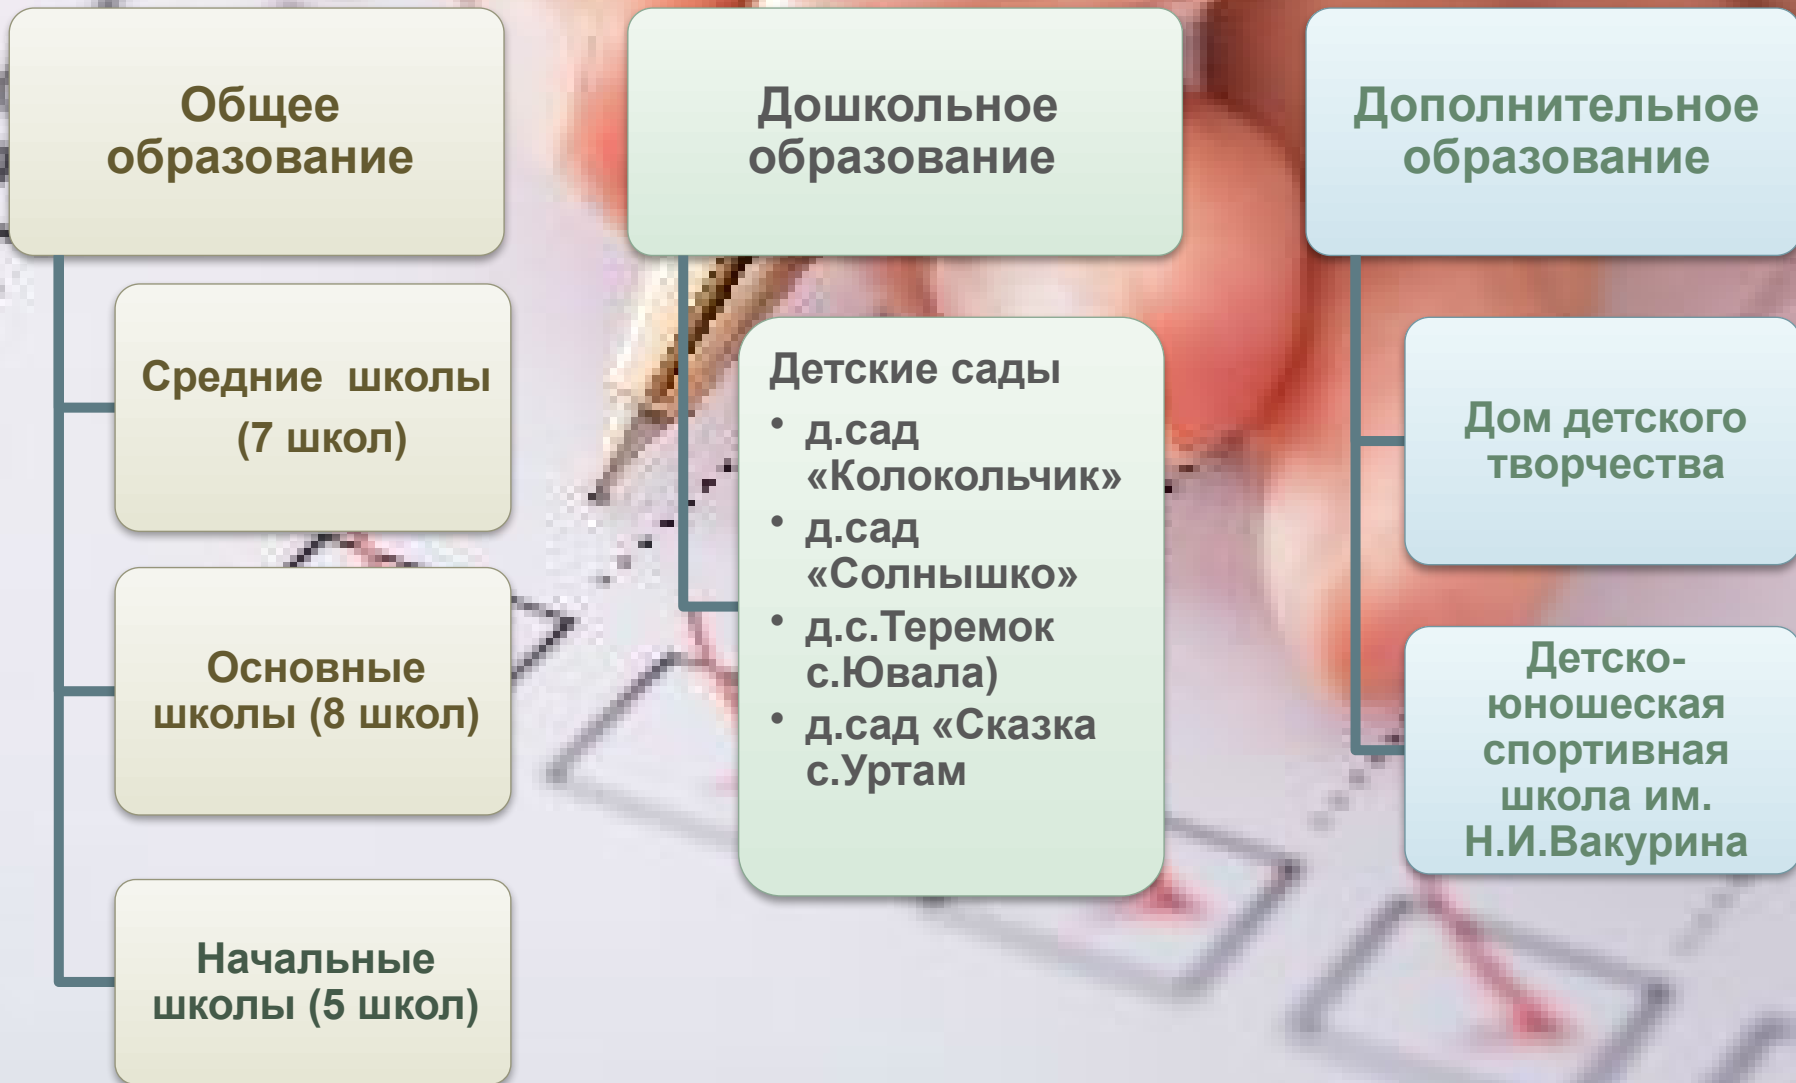 Общее
образование
Средние школы
(7 школ)
Основные
школы (8 школ)
Начальные
школы (5 школ)
Дошкольное
образование
Детские сады
• д.сад
«Колокольчик»
• д.сад
«Солнышко»
• д.с.Теремок
с.Ювала)
• д.сад «Сказка
с.Уртам
Дополнительное
образование
Дом детского
творчества
Детско-
юношеская
спортивная
школа им.
Н.И.Вакурина